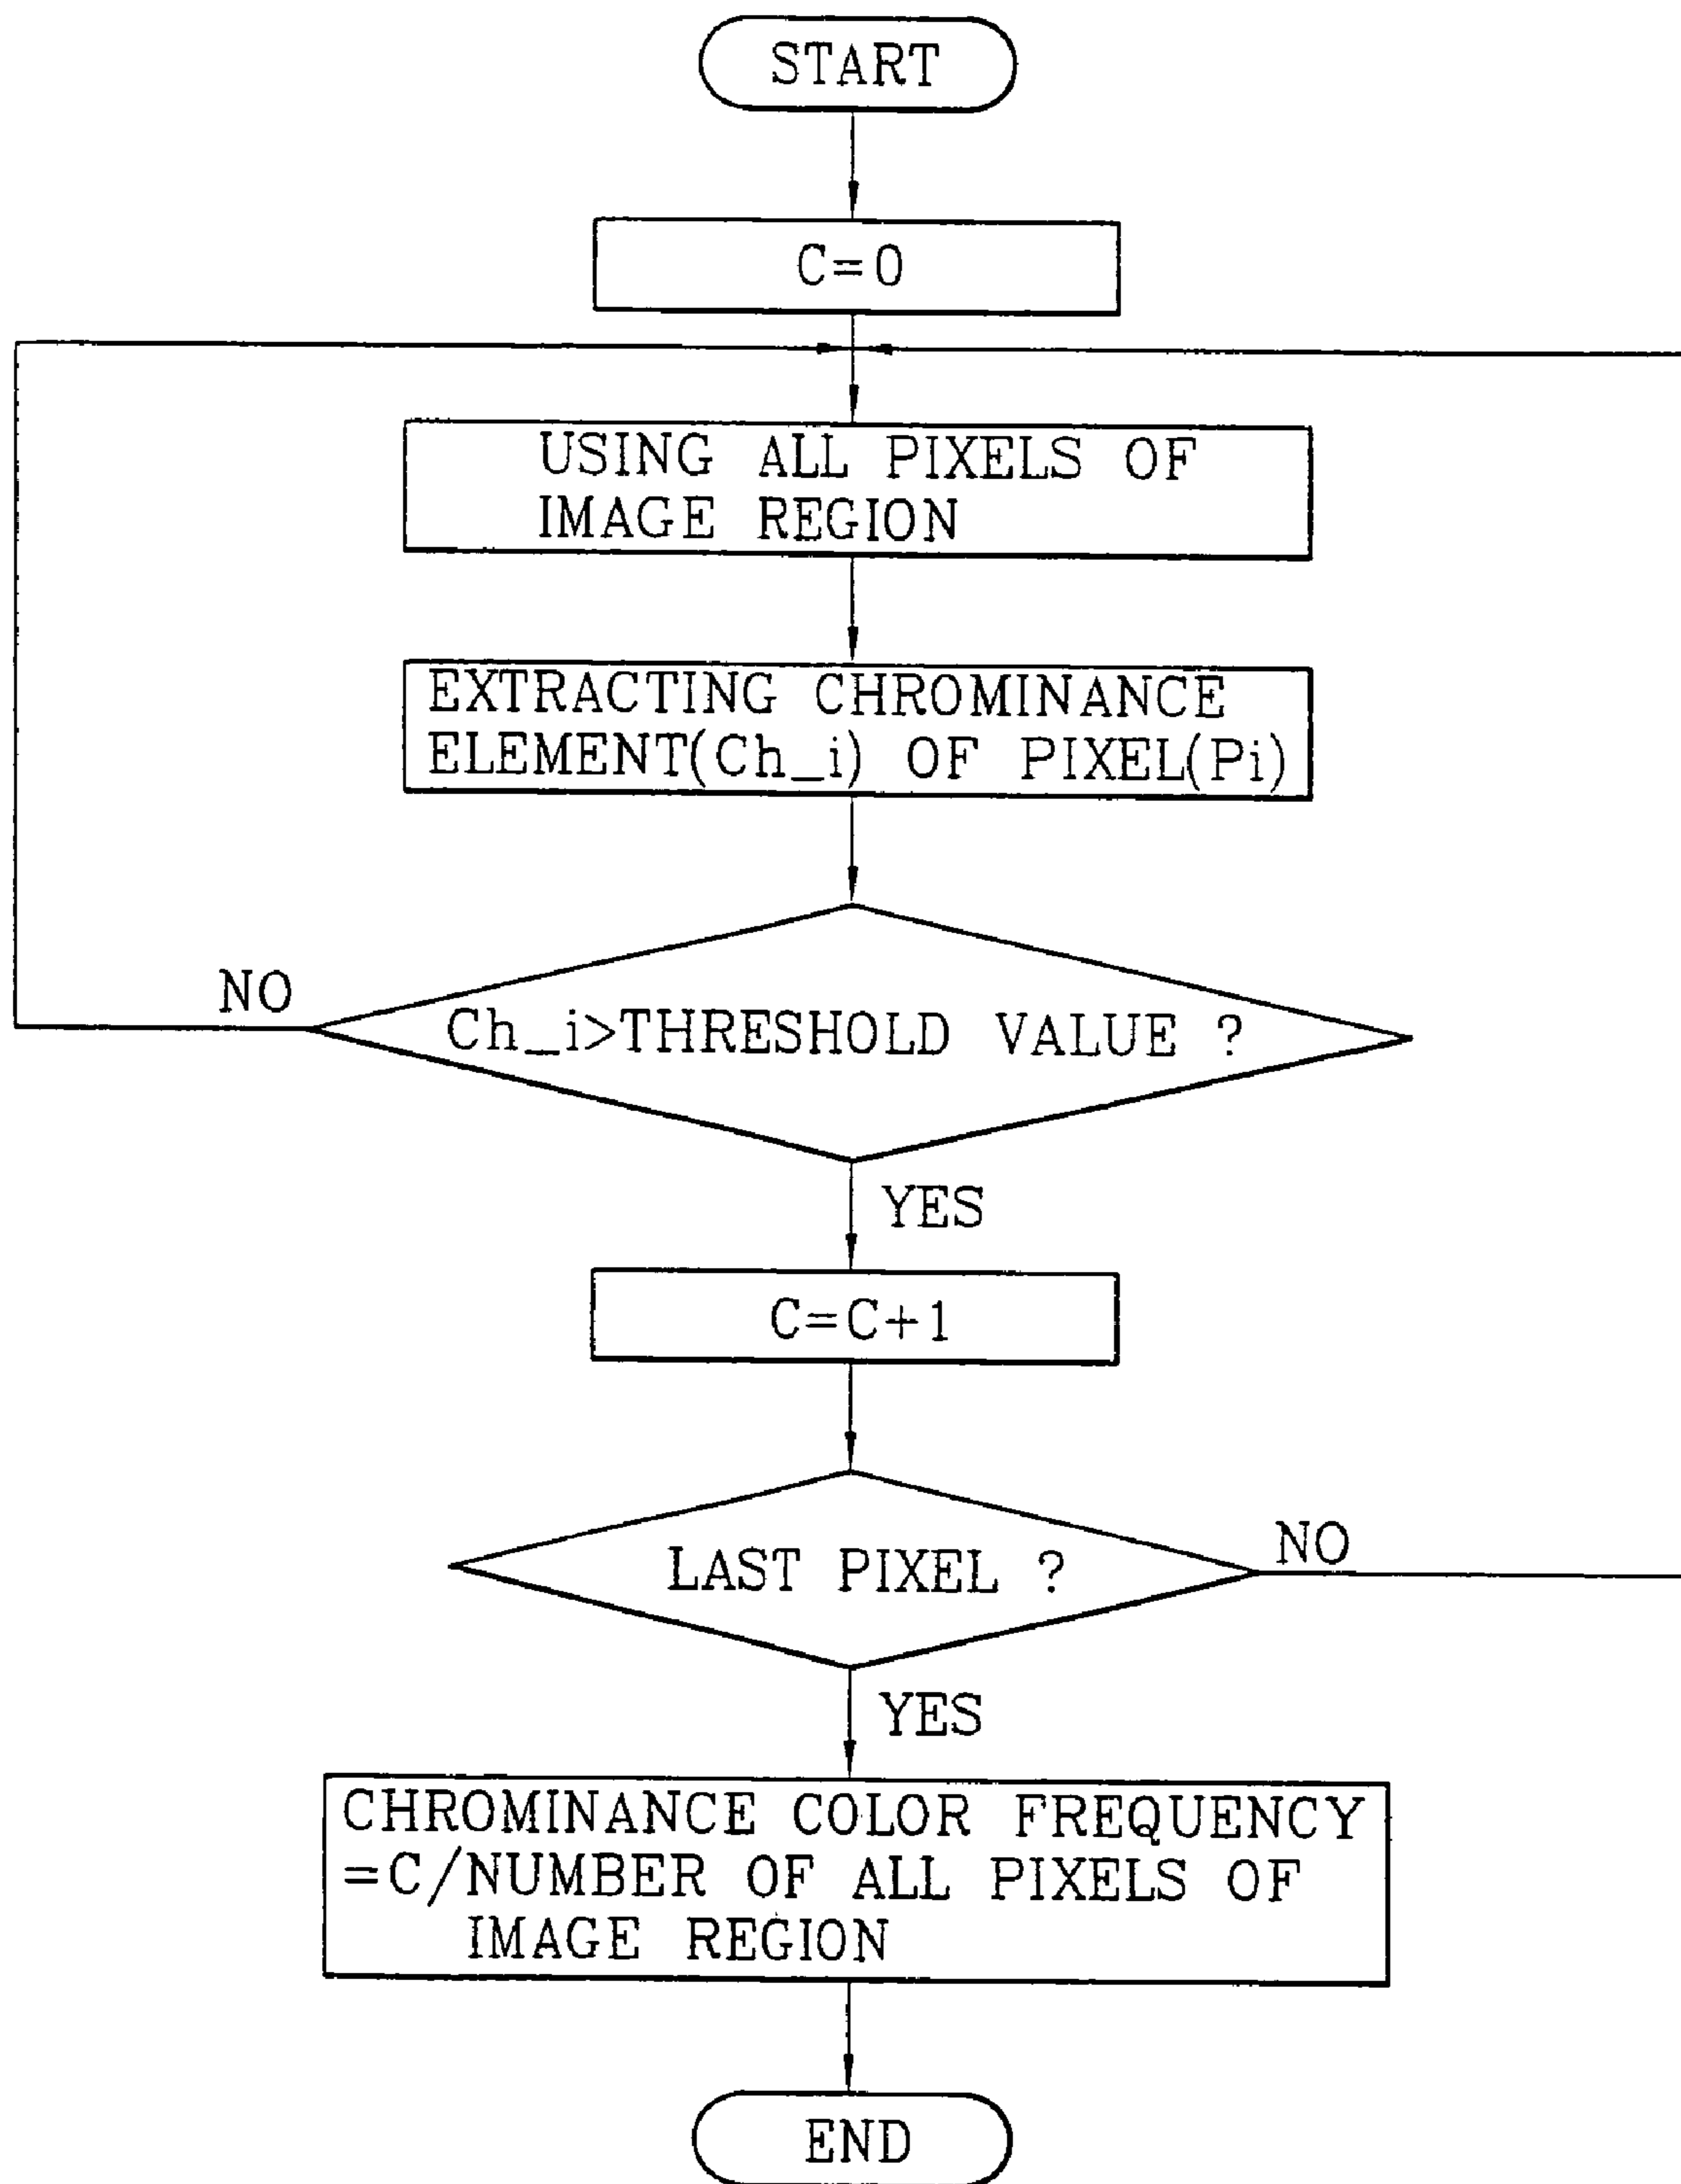 START
C=0
USING ALL PIXELS OF
IMAGE REGION
EXTRACTING CHROMINANCE
ELEMENT(Ch_i) OF PIXEL(Pi)
NO
Ch_i>THRESHOLD VALUE ?
YES
C=C+1
LAST PIXEL ?
NO
YES
CHROMINANCE COLOR FREQUENCY
=C/NUMBER OF ALL PIXELS OF
IMAGE REGION
END